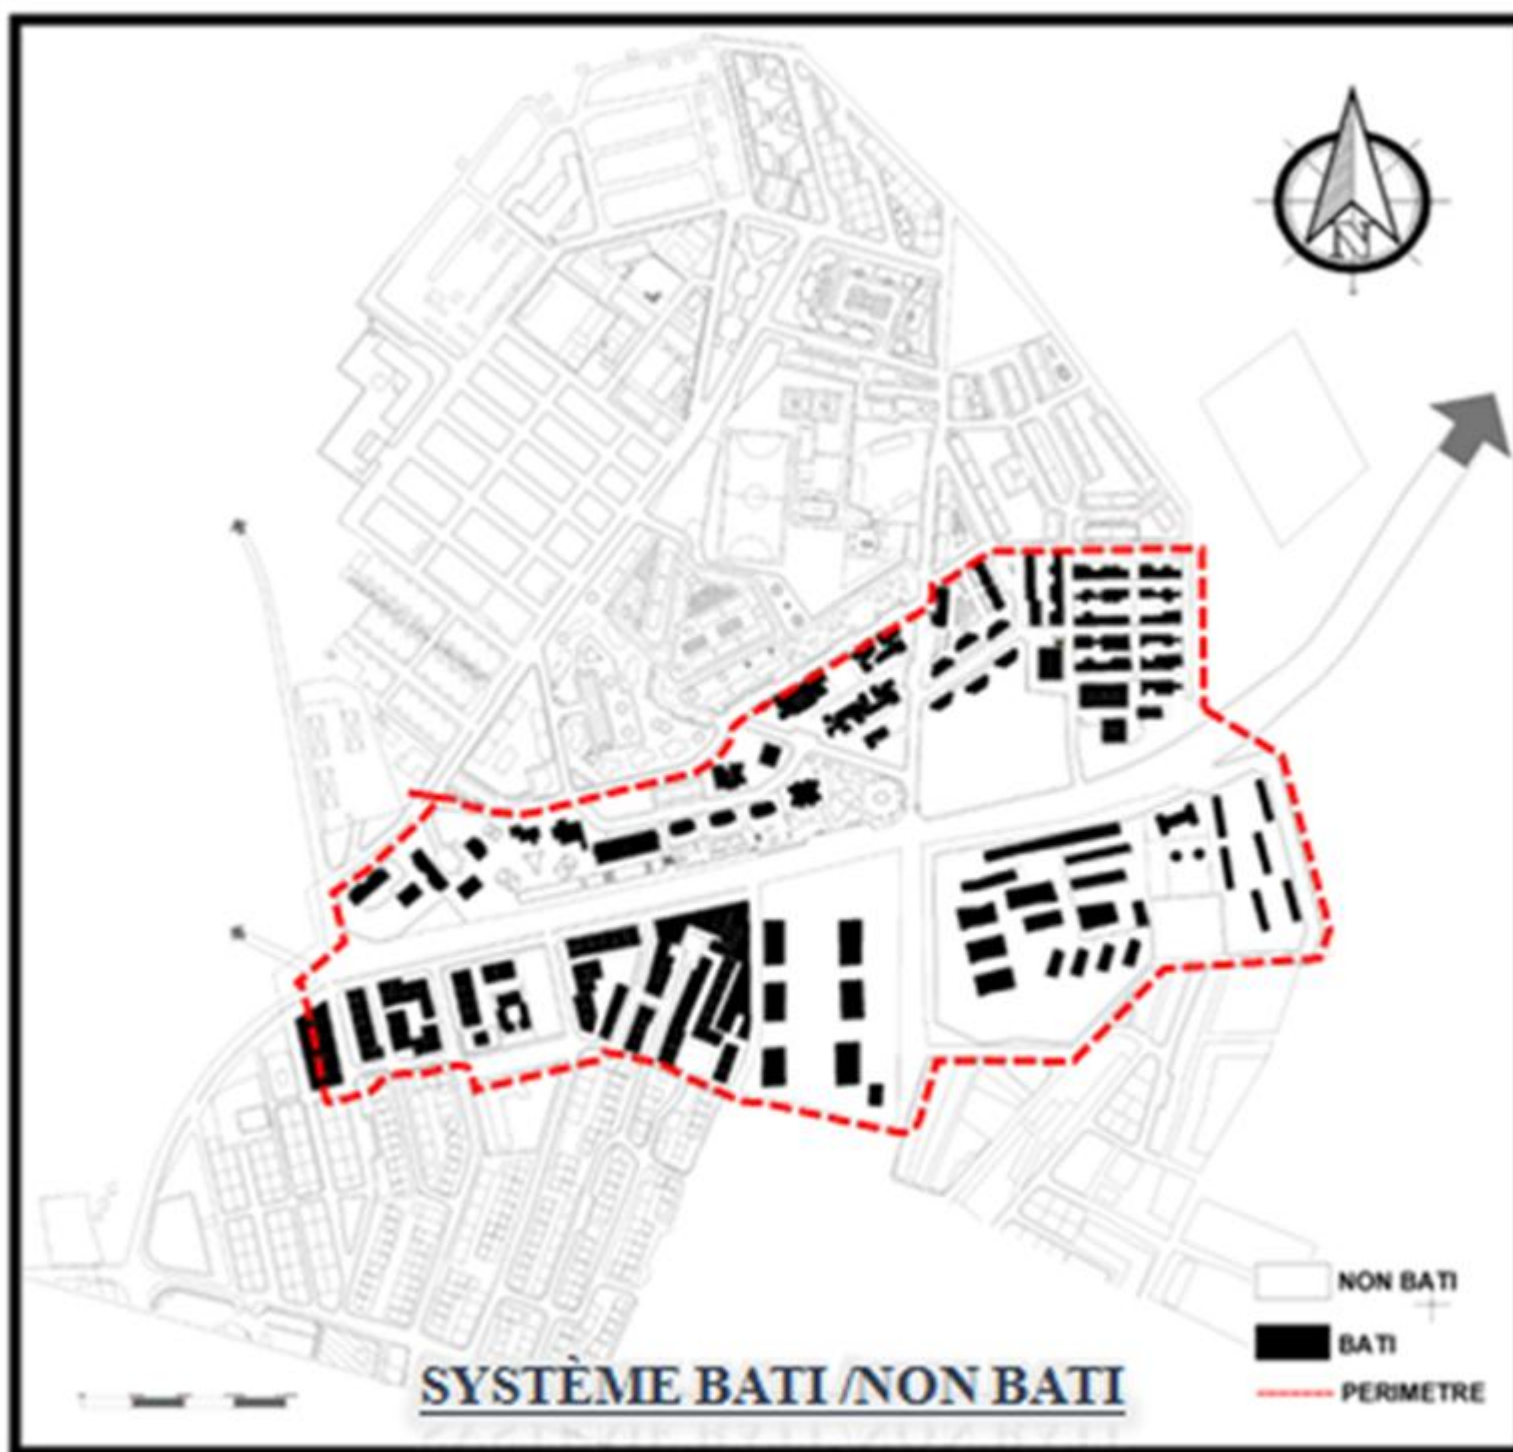 N
NON BATI
BATI
PERIMETRE
SYSTÈME BATI /NON BATI